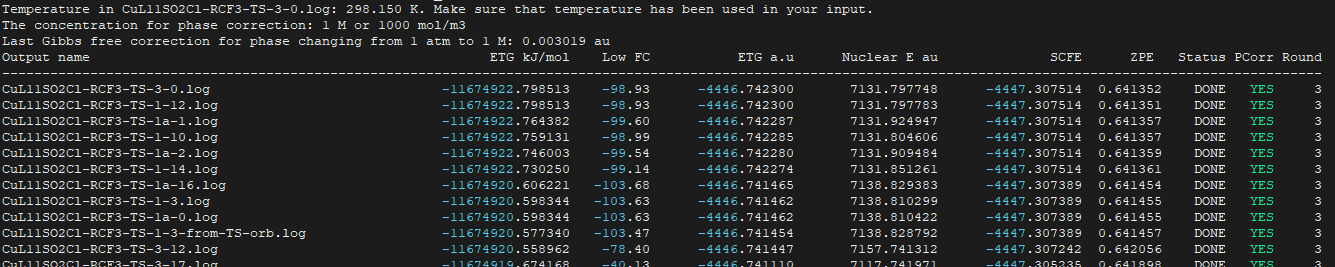 Temperature in CuL11SO2Cl-RCF3-TS-3-0.log: 298.150 K. Make sure that temperature has been used in your input.
The concentration for phase correction: 1 M or 1000 mol/m3
Last Gibbs free correction for phase changing from 1 atm to 1 M: 0.003019 au
Output name ETG kJ/mol Low FC ETG a.u Nuclear E au SCFE ZPE Status PCorr Round
CuL11SO2Cl-RCF3-TS-3-0.log -11674922.798513 -98.93 -4446.742300 7131.797748 -4447.307514 0.641352 DONE YES 3
CuL11SO2Cl-RCF3-TS-1-12.log -11674922.798513 -98.93 -4446.742300 7131.797783 -4447.307514 0.641351 DONE YES 3
CuL11SO2Cl-RCF3-TS-1a-1.log -11674922.764382 -99.60 -4446.742287 7131.924947 -4447.307514 0.641357 DONE YES 3
CuL11SO2Cl-RCF3-TS-1-10.log -11674922.759131 -98.99 -4446.742285 7131.804606 -4447.307514 0.641357 DONE YES 3
CuL11SO2Cl-RCF3-TS-1a-2.log -11674922.746003 -99.54 -4446.742280 7131.909484 -4447.307514 0.641359 DONE YES 3
CuL11SO2Cl-RCF3-TS-1-14.log -11674922.730250 -99.14 -4446.742274 7131.851261 -4447.307514 0.641361 DONE YES 3
CuL11SO2Cl-RCF3-TS-1a-16.log -11674920.606221 -103.68 -4446.741465 7138.829383 -4447.307389 0.641454 DONE YES 3
CuL11SO2Cl-RCF3-TS-1-3.log -11674920.598344 -103.63 -4446.741462 7138.810299 -4447.307389 0.641455 DONE YES 3
CuL11SO2Cl-RCF3-TS-1a-0.log -11674920.598344 -103.63 -4446.741462 7138.810422 -4447.307389 0.641455 DONE YES 3
CuL11SO2Cl-RCF3-TS-1-3-from-TS-orb.log -11674920.577340 -103.47 -4446.741454 7138.828792 -4447.307389 0.641457 DONE YES 3
CuL11SO2Cl-RCF3-TS-3-12.log -11674920.558962 -78.40 -4446.741447 7157.741312 -4447.307242 0.642056 DONE YES 3
CuL11SO2Cl-RCF3-TS-3-17.log -11674919.674168 -40.13 -4446.741110 7117.741971 -4447.305235 0.641898 DONE YES 3